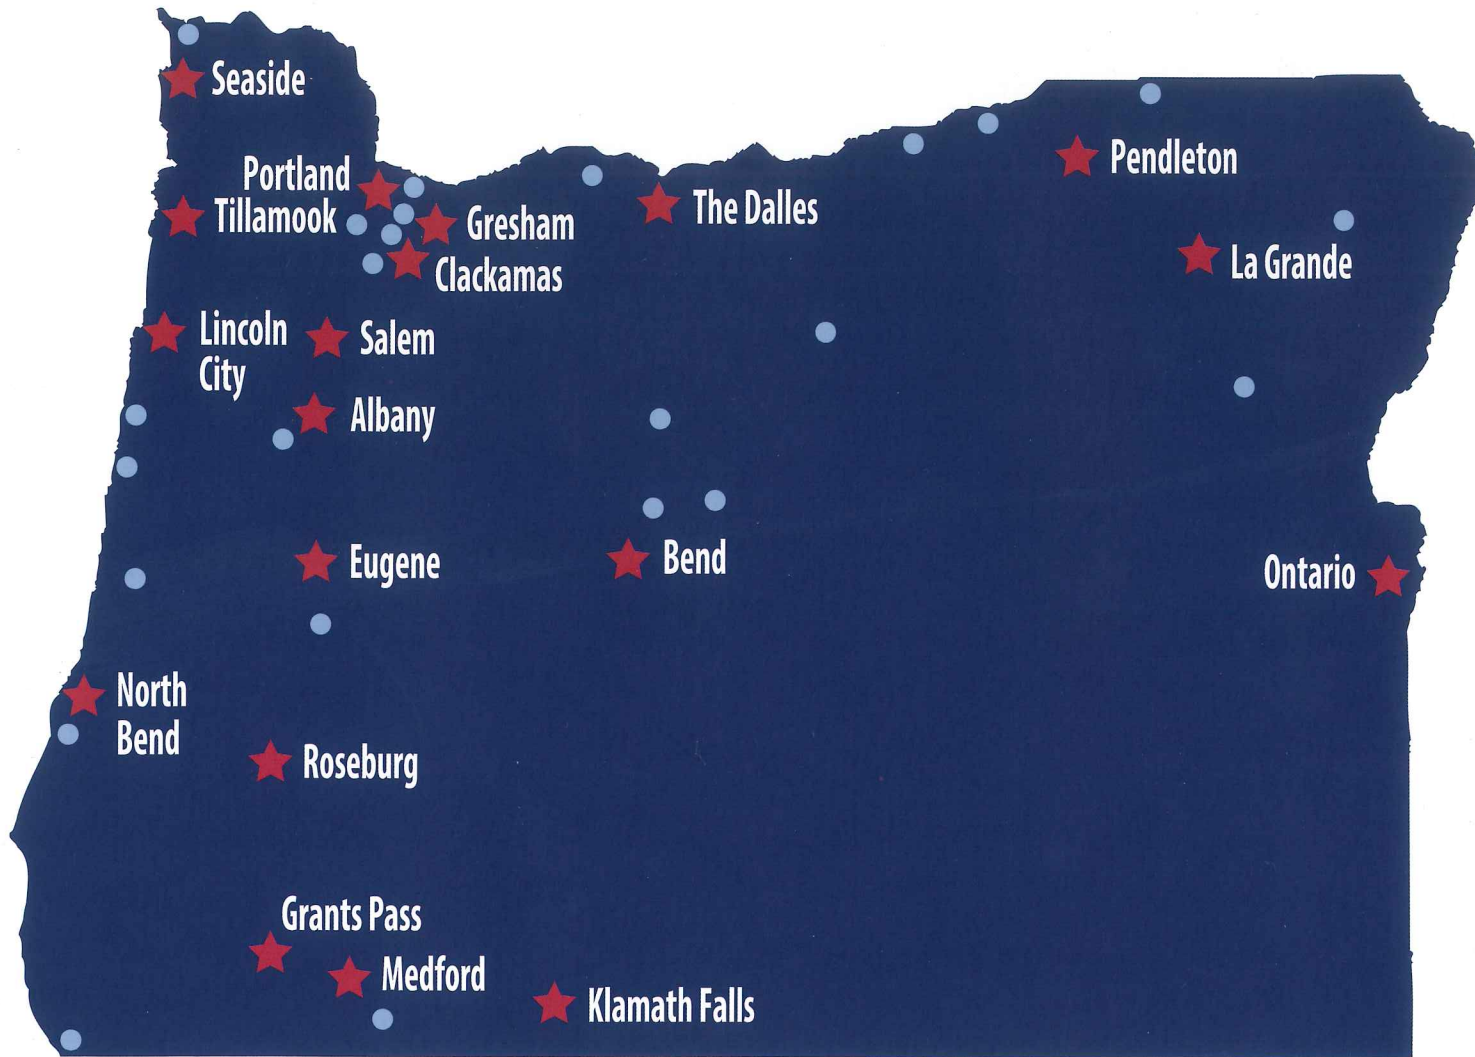 Seaside
Portland
Pendleton
Tillamook
Gresham
The Dalles
Clackamas
La Grande
Lincoln
City
Salem
Albany
Eugene
Bend
Ontario
North
Bend
Roseburg
Grants Pass
Medford
Klamath Falls